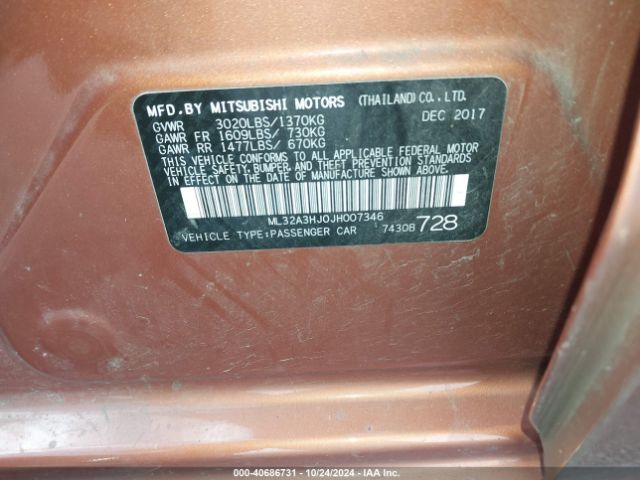 MFD. BY MITSUBISHI MOTORS (THAILAND) CO., LTD.
GVWR 3020LBS/1370KG DEC 2017
GAWR FR 1609LBS/ 730KG
GAWR RR 1477LBS/ 670KG
THIS VEHICLE CONFORMS TO ALL APPLICABLE FEDERAL MOTOR
VEHICLE SAFETY, BUMPER, AND THEFT PREVENTION STANDARDS
IN EFFECT ON THE DATE OF MANUFACTURE SHOWN ABOVE.
ML32A3HJ0JH007346
VEHICLE TYPE:PASSENGER CAR 7430B 728
000-40686731 - 10/24/2024 - IAA Inc.